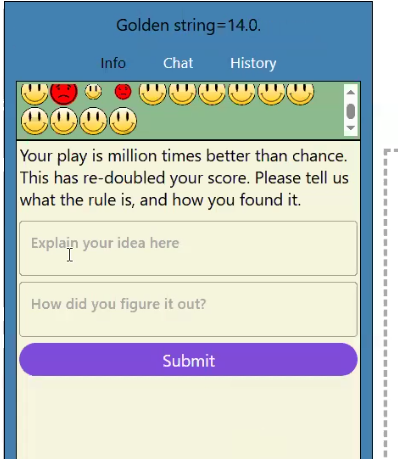 Golden string=14.0.
Info Chat History
Your play is million times better than chance.
This has re-doubled your score. Please tell us
what the rule is, and how you found it.
Explain your idea here
How did you figure it out?
Submit